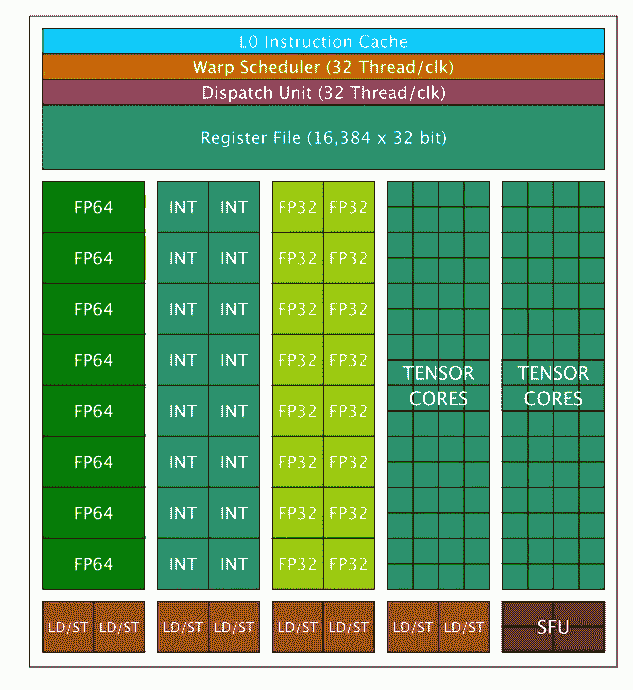 L0 Instruction Cache
Warp Scheduler (32 Thread/clk)
Dispatch Unit (32 Thread/clk)
Register File (16,384 x 32 bit)
FP64 INT INT FP32 FP32
FP64 INT INT FP32 FP32
FP64 INT INT FP32 FP32
FP64 INT INT FP32 FP32 TENSOR TENSOR
FP64 INT INT FP32 FP32 CORES CORES
FP64 INT INT FP32 FP32
FP64 INT INT FP32 FP32
FP64 INT INT FP32 FP32
LD/ST LD/ST LD/ST LD/ST LD/ST LD/ST LD/ST LD/ST SFU